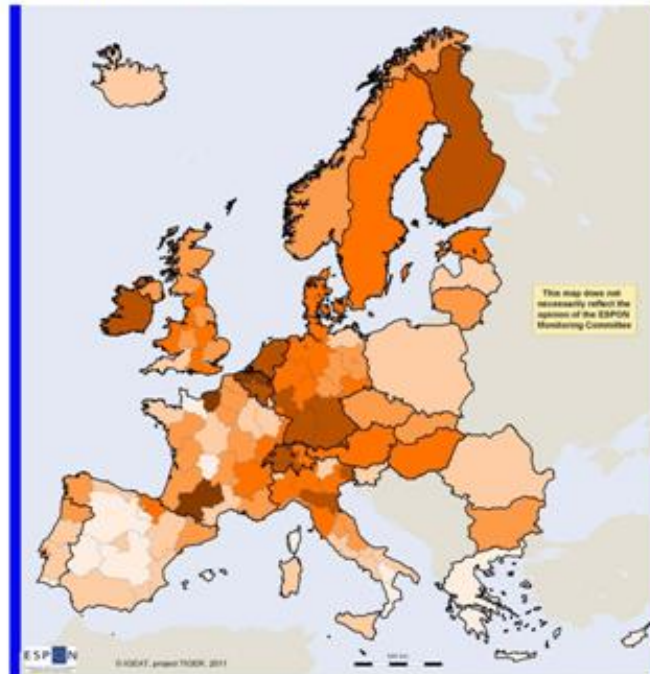 This map does not
necessarily reflect the
opinion of the ESPON
Monitoring Committee
ESPON
© IGEAT, project TIGER, 2011